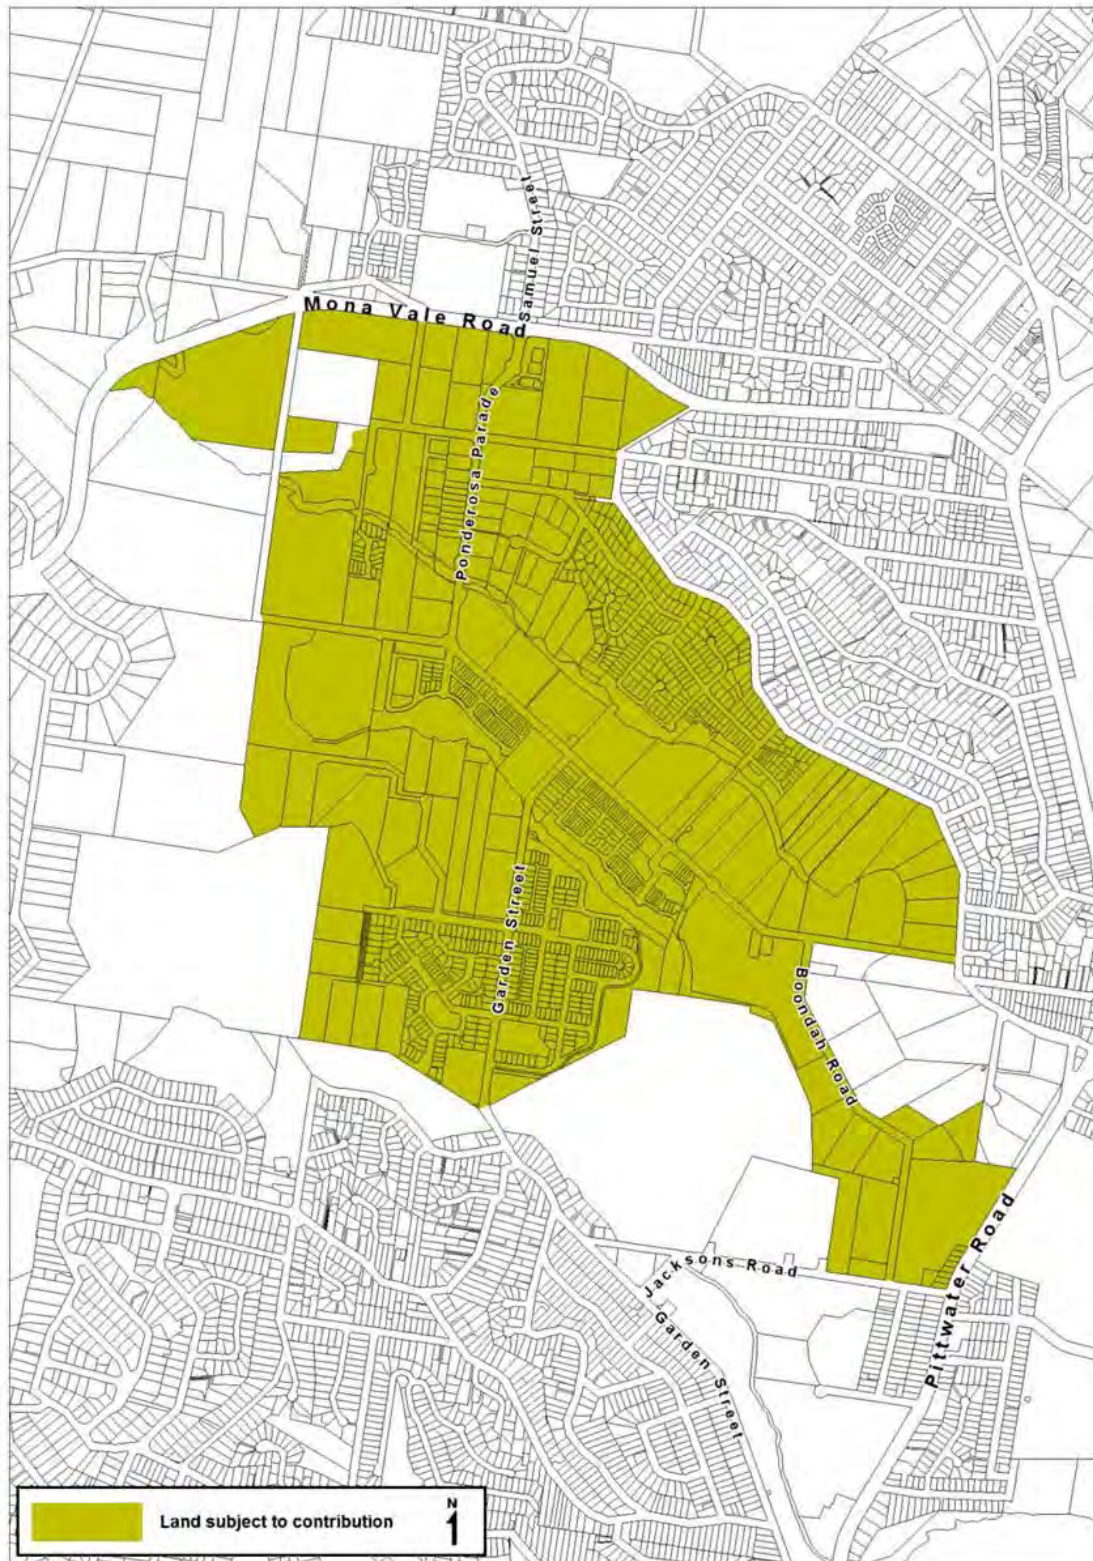 Samuel Street
Mona Vale Road
Ponderosa Parade
Garden Street
Boondah Road
Pittwater Road
Jacksons Road
Garden Street
Land subject to contribution
N
1